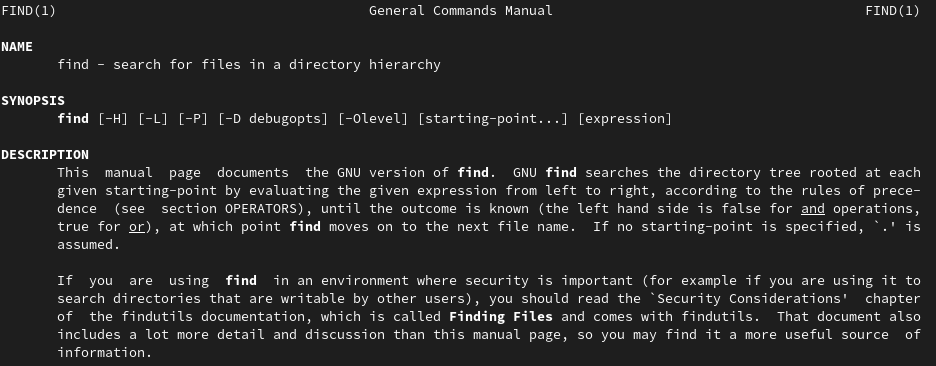 FIND(1) General Commands Manual FIND(1)
NAME
find - search for files in a directory hierarchy
SYNOPSIS
find [-H] [-L] [-P] [-D debugopts] [-Olevel] [starting-point...] [expression]
DESCRIPTION
This manual page documents the GNU version of find. GNU find searches the directory tree rooted at each
given starting-point by evaluating the given expression from left to right, according to the rules of prece-
dence (see section OPERATORS), until the outcome is known (the left hand side is false for and operations,
true for or), at which point find moves on to the next file name. If no starting-point is specified, `.' is
assumed.
If you are using find in an environment where security is important (for example if you are using it to
search directories that are writable by other users), you should read the `Security Considerations' chapter
of the findutils documentation, which is called Finding Files and comes with findutils. That document also
includes a lot more detail and discussion than this manual page, so you may find it a more useful source of
information.